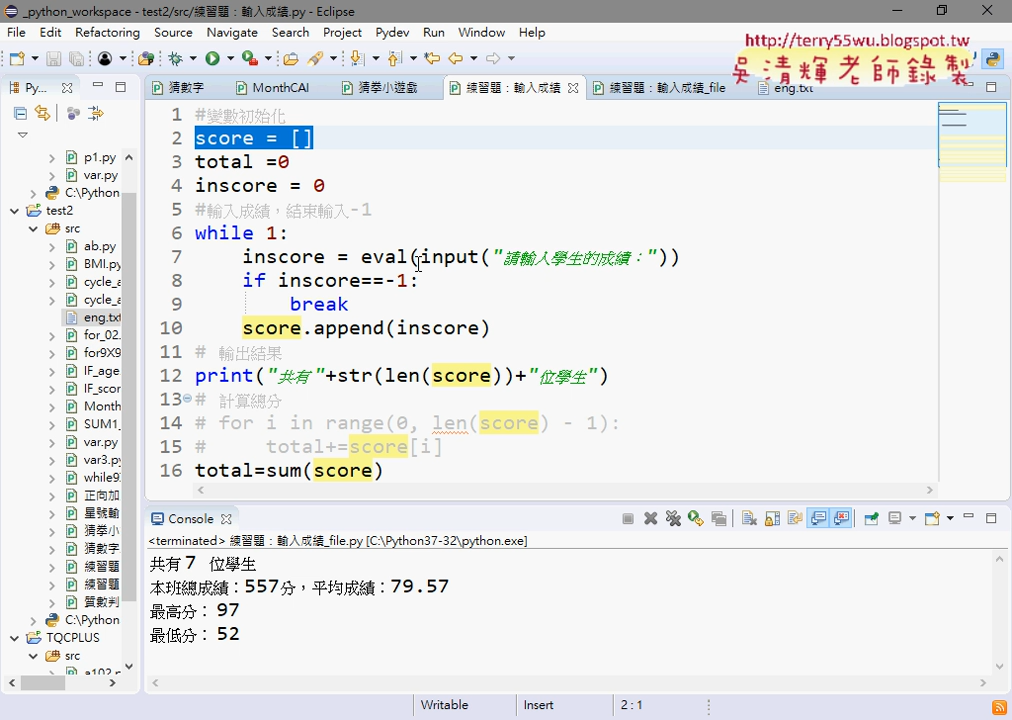 _python_workspace - test2/src/練習題：輸入成績.py - Eclipse
File Edit Refactoring Source Navigate Search Project Pydev Run Window Help
http://terry55wu.blogspot.tw
吳清輝老師錄製
Py...
猜數字
MonthCAl
猜拳小遊戲
練習題：輸入成績
練習題：輸入成績_file
eng.txt
p1.py
var.py
C:\Python
test2
src
ab.py
BMI.py
cycle_a
cycle_a
eng.txt
for_02.
for9X9
IF_age
IF_scor
Month
SUM1_
var.py
var3.py
while9
正向加
星號輸
猜拳小
猜數字
練習題
練習題
質數判
C:\Python
TQCPLUS
src
a102.p
1 #變數初始化
2 score = []
3 total =0
4 inscore = 0
5 #輸入成績，結束輸入-1
6 while 1:
7 inscore = eval(input("請輸入學生的成績："))
8 if inscore==-1:
9 break
10 score.append(inscore)
11 # 輸出結果
12 print("共有"+str(len(score))+"位學生")
13 # 計算總分
14 # for i in range(0, len(score) - 1):
15 # total+=score[i]
16 total=sum(score)
Console
<terminated> 練習題：輸入成績_file.py [C:\Python37-32\python.exe]
共有7 位學生
本班總成績：557分，平均成績：79.57
最高分：97
最低分：52
Writable Insert 2 : 1